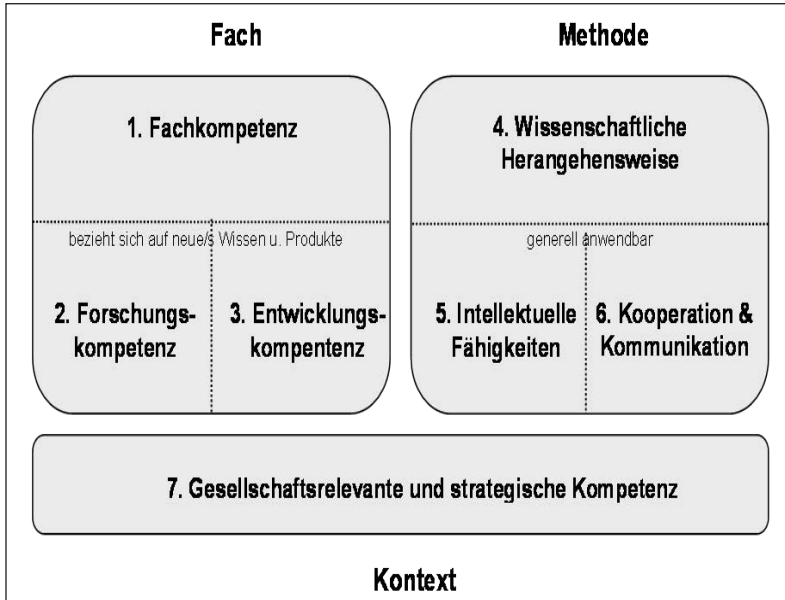 Fach
Methode
1. Fachkompetenz
4. Wissenschaftliche
Herangehensweise
bezieht sich auf neue/s Wissen u. Produkte
generell anwendbar
2. Forschungs-
kompetenz
3. Entwicklungs-
kompentenz
5. Intellektuelle
Fähigkeiten
6. Kooperation &
Kommunikation
7. Gesellschaftsrelevante und strategische Kompetenz
Kontext